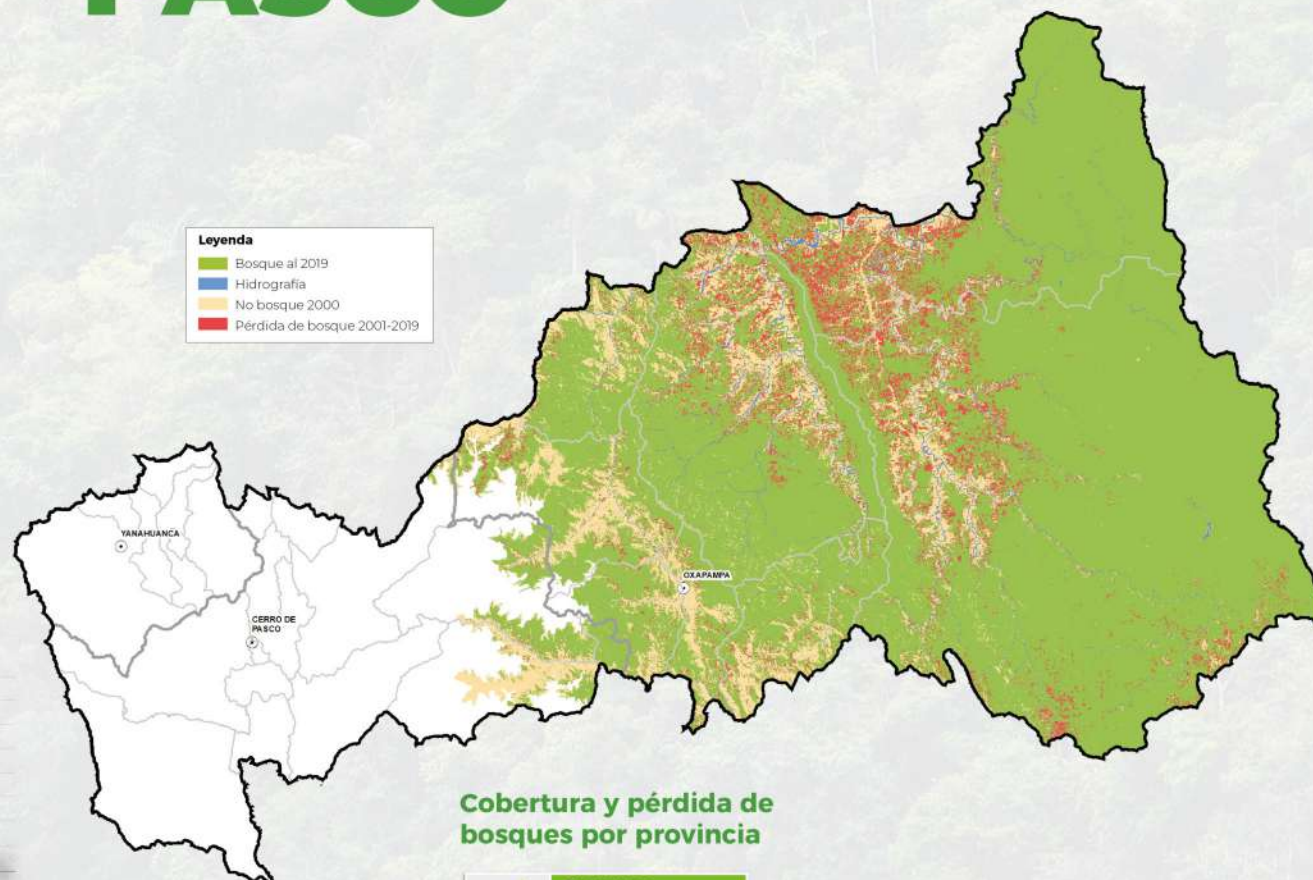 PASCO
Leyenda
Bosque al 2019
Hidrografía
No bosque 2000
Pérdida de bosque 2001-2019
YANAHUANCA
CERRO DE
PASCO
OXAPAMPA
Cobertura y pérdida de
bosques por provincia